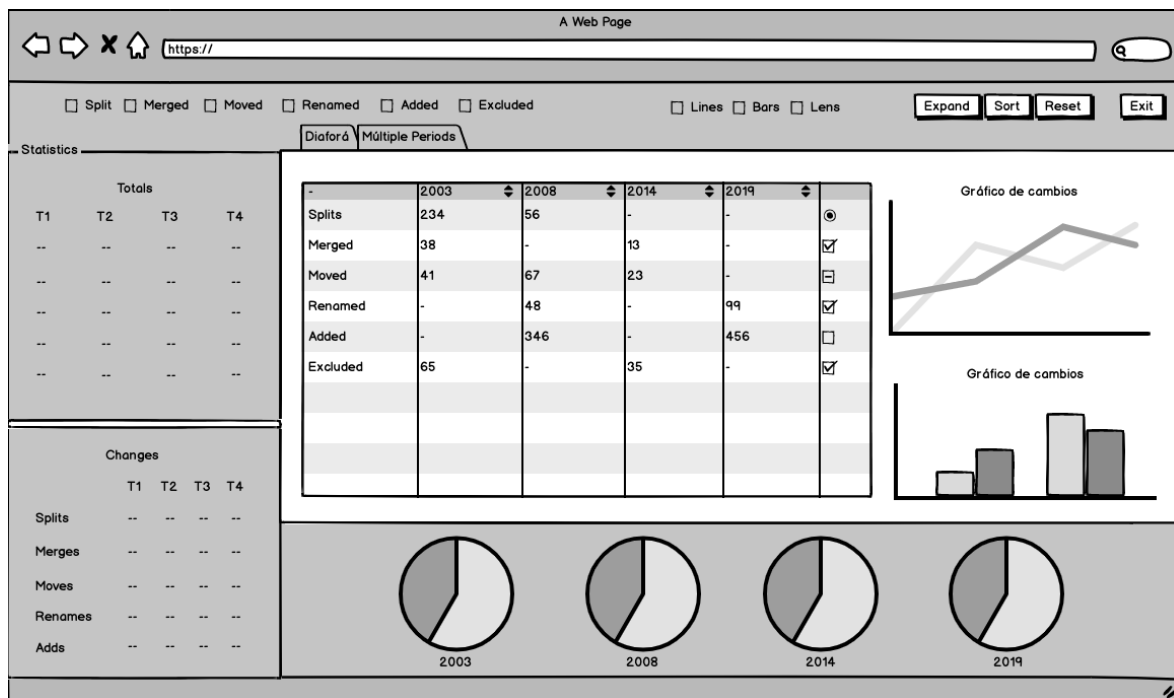 A Web Page
https://
Split Merged Moved Renamed Added Excluded Lines Bars Lens Expand Sort Reset Exit
Diaforá Múltiple Periods
Statistics
Totals
T1 T2 T3 T4
-- -- -- --
-- -- -- --
-- -- -- --
-- -- -- --
-- -- -- --
Changes
T1 T2 T3 T4
Splits -- -- -- --
Merges -- -- -- --
Moves -- -- -- --
Renames -- -- -- --
Adds -- -- -- --
- 2003 2008 2014 2019
Splits 234 56 - -
Merged 38 - 13 -
Moved 41 67 23 -
Renamed - 48 - 99
Added - 346 - 456
Excluded 65 - 35 -
Gráfico de cambios
Gráfico de cambios
2003 2008 2014 2019